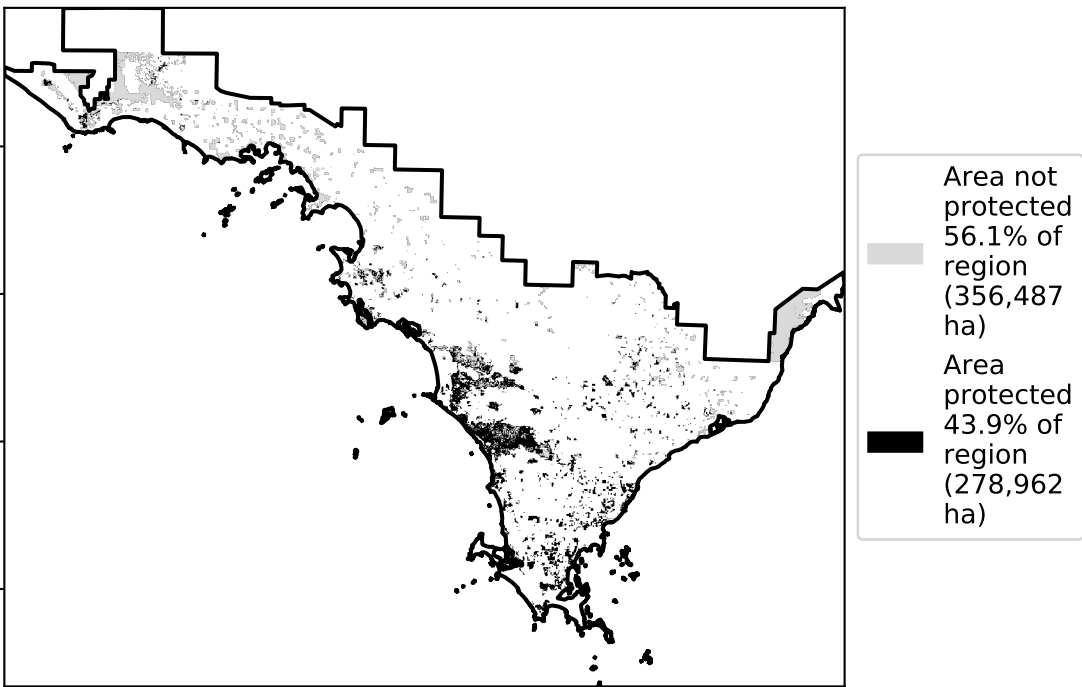 Area not
protected
56.1% of
region
(356,487
ha)
Area
protected
43.9% of
region
(278,962
ha)